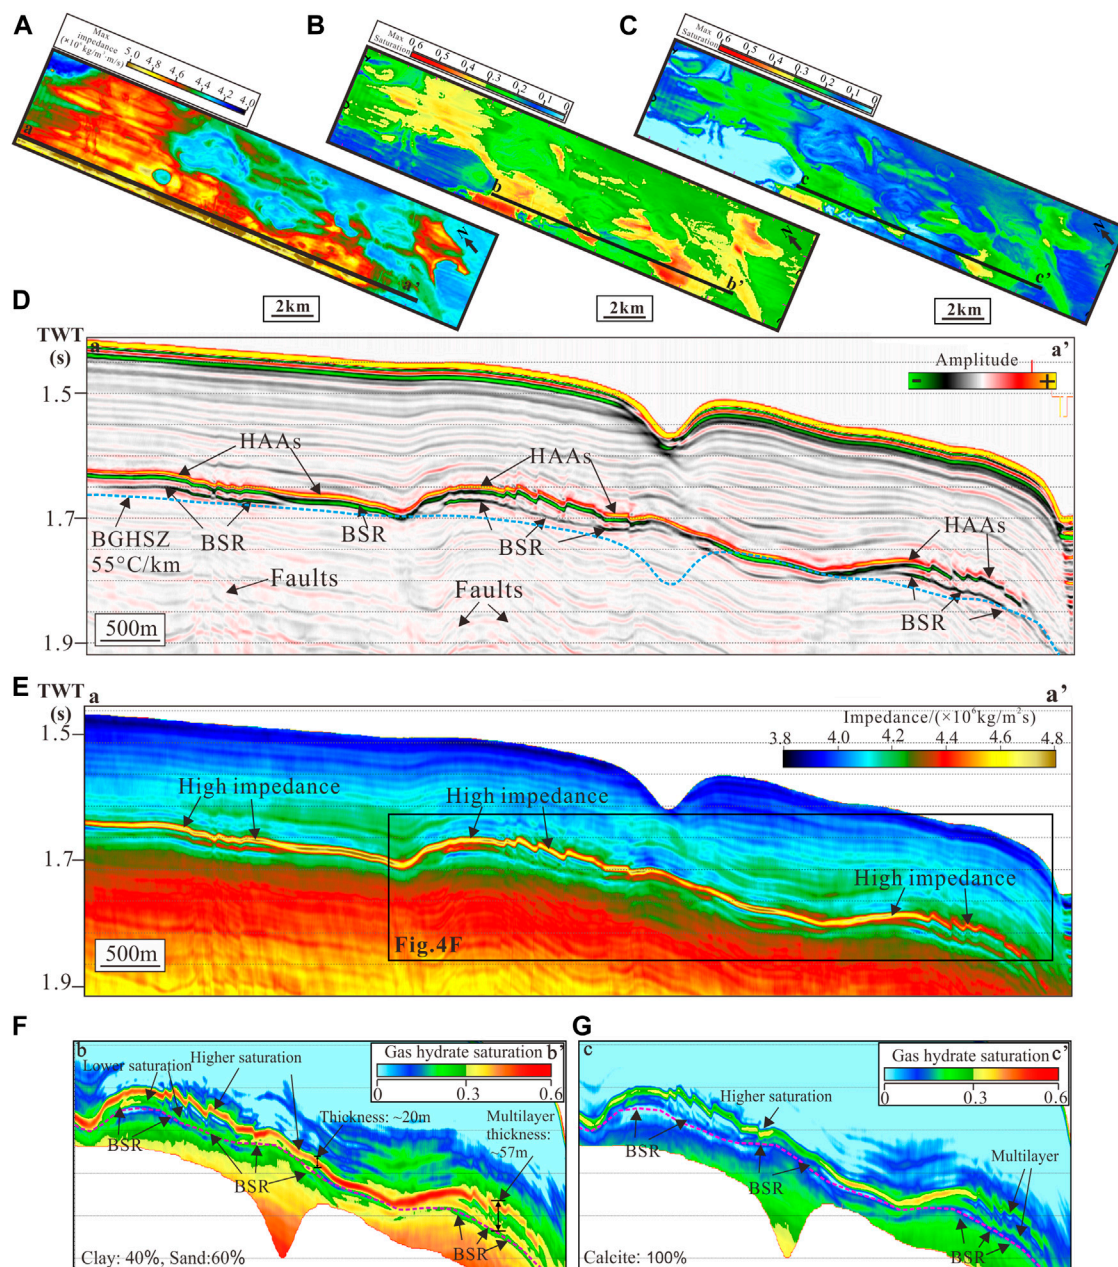 A
B
C
Max
impedance
(×10⁶kg/m³·m/s)
5.0 4.8 4.6 4.4 4.2 4.0
Max
Saturation
0.6 0.5 0.4 0.3 0.2 0.1 0
Max
Saturation
0.6 0.5 0.4 0.3 0.2 0.1 0
a
a'
N
b
b'
N
c
c'
N
2km
2km
2km
D
TWT
(s)
a
a'
Amplitude
- +
1.5
1.7
1.9
HAAs
HAAs
HAAs
BGHSZ
55°C/km
BSR
BSR
BSR
BSR
Faults
Faults
500m
E
TWT
(s)
a
a'
Impedance/(×10⁶kg/m²s)
3.8 4.0 4.2 4.4 4.6 4.8
1.5
1.7
1.9
High impedance
High impedance
High impedance
Fig.4F
500m
F
b
b'
Gas hydrate saturation
0 0.3 0.6
Lower saturation
Higher saturation
Thickness: ~20m
Multilayer
thickness:
~57m
BSR
BSR
BSR
Clay: 40%, Sand:60%
G
c
c'
Gas hydrate saturation
0 0.3 0.6
Higher saturation
Multilayer
BSR
BSR
BSR
Calcite: 100%